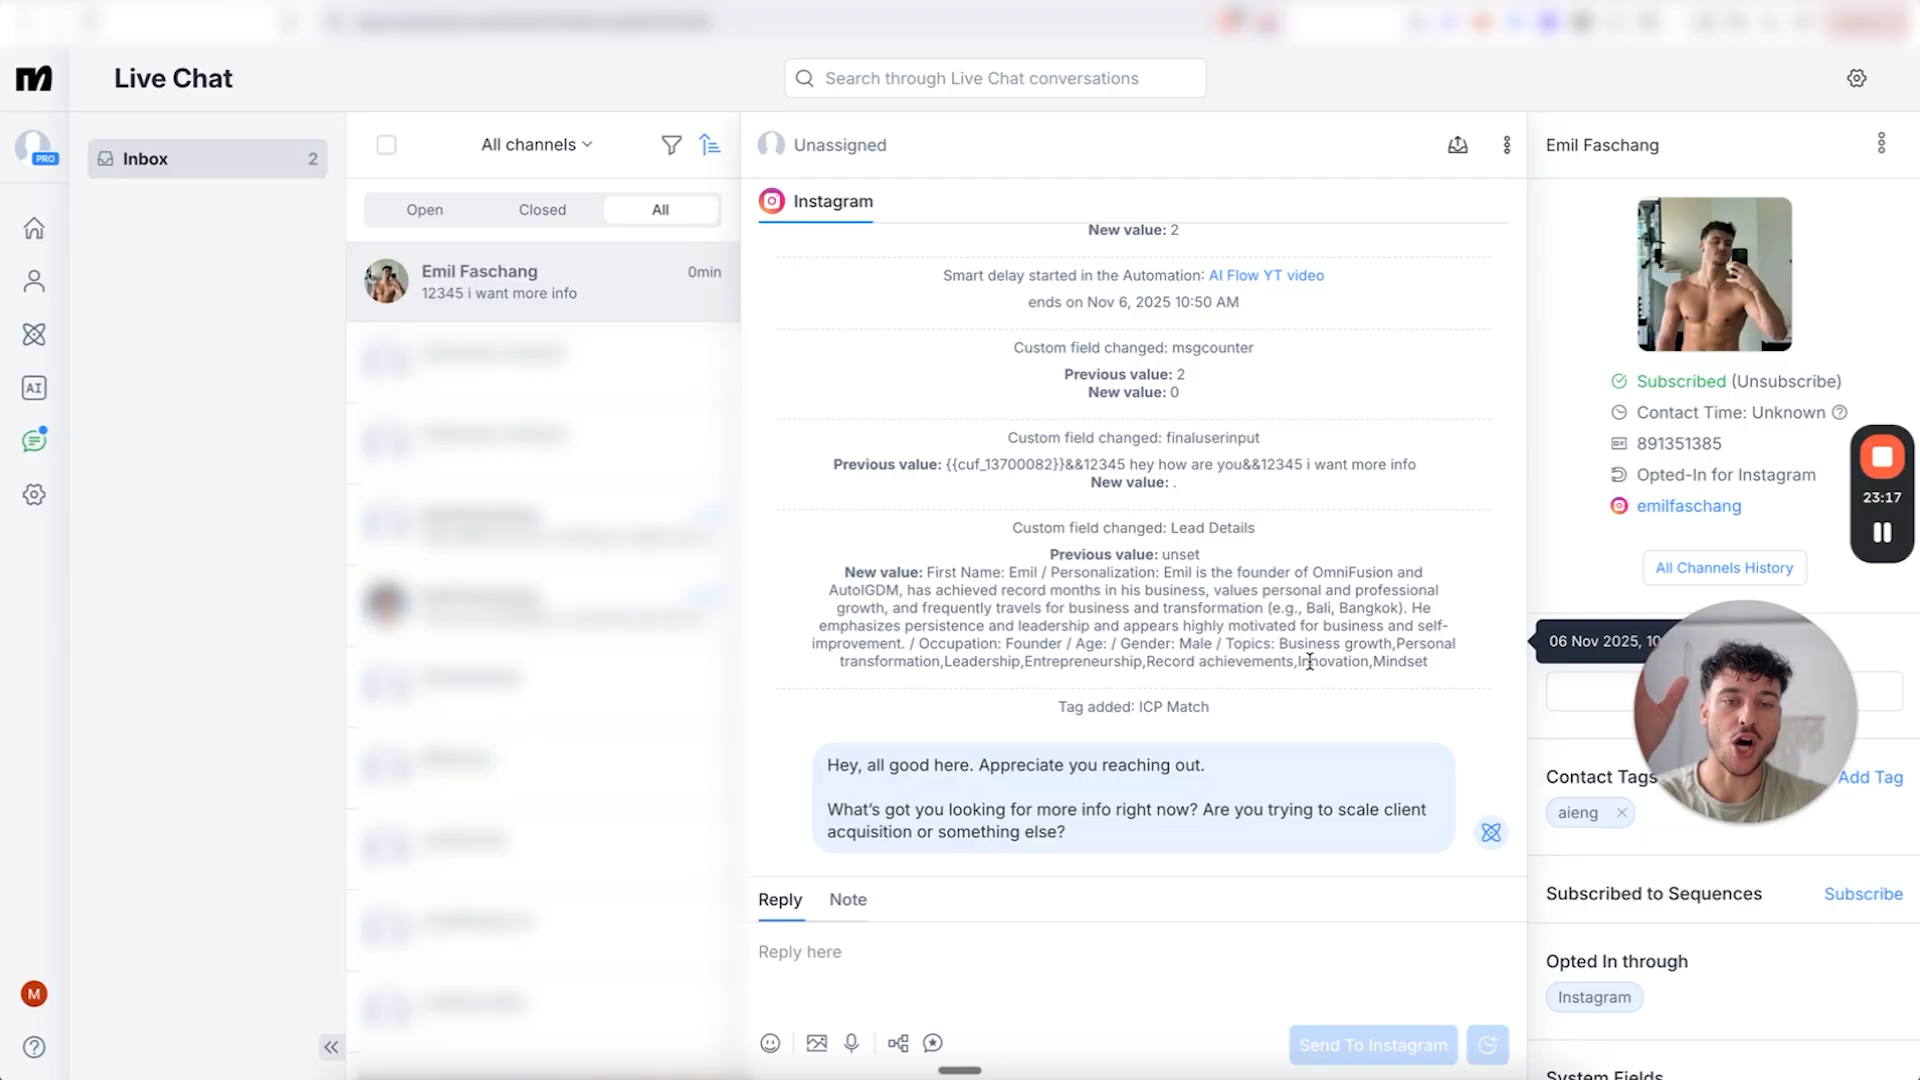 Live Chat
Search through Live Chat conversations
PRO
Inbox
2
All channels
Open
Closed
All
Emil Faschang
0min
12345 i want more info
Unassigned
Instagram
New value: 2
Smart delay started in the Automation: AI Flow YT video
ends on Nov 6, 2025 10:50 AM
Custom field changed: msgcounter
Previous value: 2
New value: 0
Custom field changed: finaluserinput
Previous value: {{cuf_13700082}}&&12345 hey how are you&&12345 i want more info
New value: .
Custom field changed: Lead Details
Previous value: unset
New value: First Name: Emil / Personalization: Emil is the founder of OmniFusion and
AutoIGDM, has achieved record months in his business, values personal and professional
growth, and frequently travels for business and transformation (e.g., Bali, Bangkok). He
emphasizes persistence and leadership and appears highly motivated for business and self-
improvement. / Occupation: Founder / Age: / Gender: Male / Topics: Business growth,Personal
transformation,Leadership,Entrepreneurship,Record achievements,Innovation,Mindset
Tag added: ICP Match
Hey, all good here. Appreciate you reaching out.
What's got you looking for more info right now? Are you trying to scale client
acquisition or something else?
Reply
Note
Reply here
Send To Instagram
Emil Faschang
Subscribed (Unsubscribe)
Contact Time: Unknown
891351385
Opted-In for Instagram
emilfaschang
All Channels History
06 Nov 2025, 10
Contact Tags
Add Tag
aieng
Subscribed to Sequences
Subscribe
Opted In through
Instagram
System Fields
23:17
AI
M